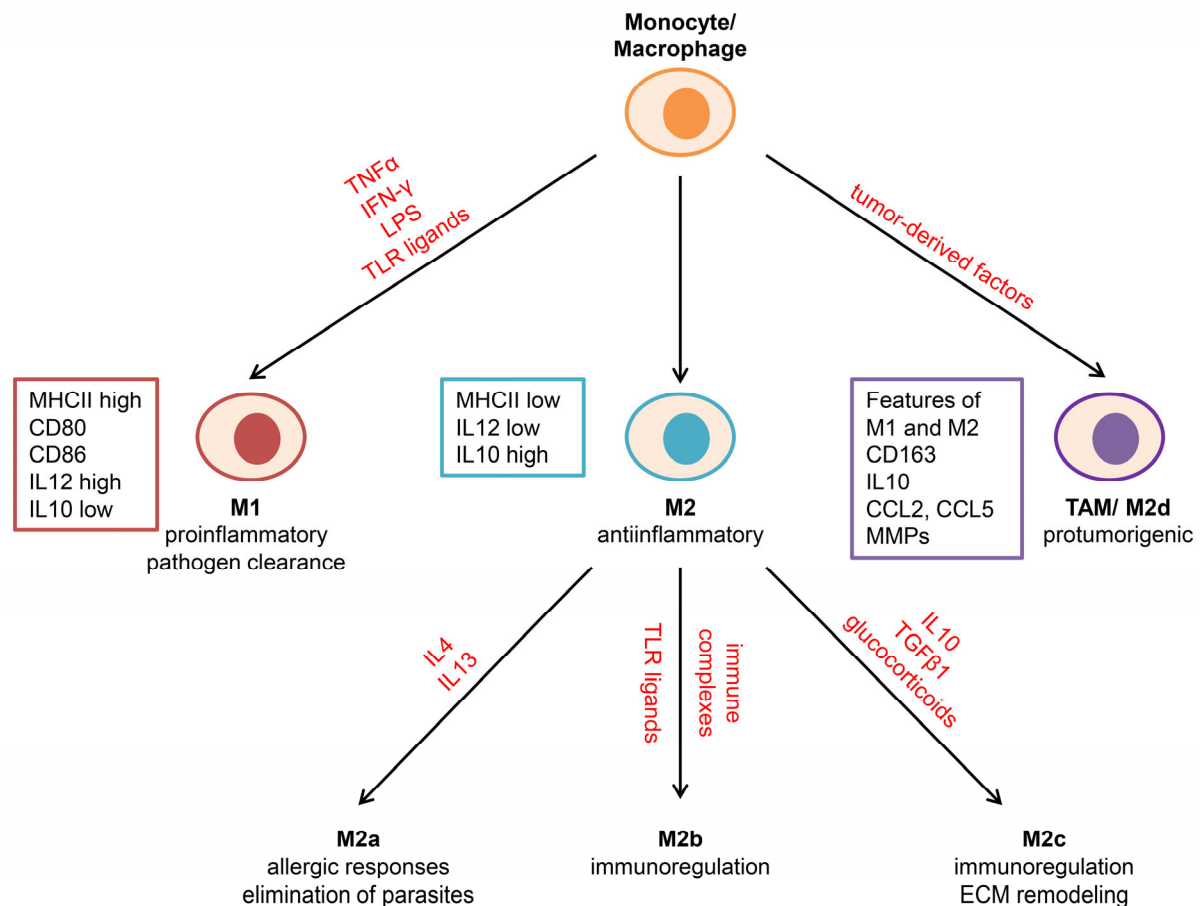 Monocyte/
Macrophage
TNFα
IFN-γ
LPS
TLR ligands
tumor-derived factors
MHCII high
CD80
CD86
IL12 high
IL10 low
M1
proinflammatory
pathogen clearance
MHCII low
IL12 low
IL10 high
M2
antiinflammatory
Features of
M1 and M2
CD163
IL10
CCL2, CCL5
MMPs
TAM/ M2d
protumorigenic
IL4
IL13
TLR ligands
immune
complexes
IL10
TGFβ1
glucocorticoids
M2a
allergic responses
elimination of parasites
M2b
immunoregulation
M2c
immunoregulation
ECM remodeling